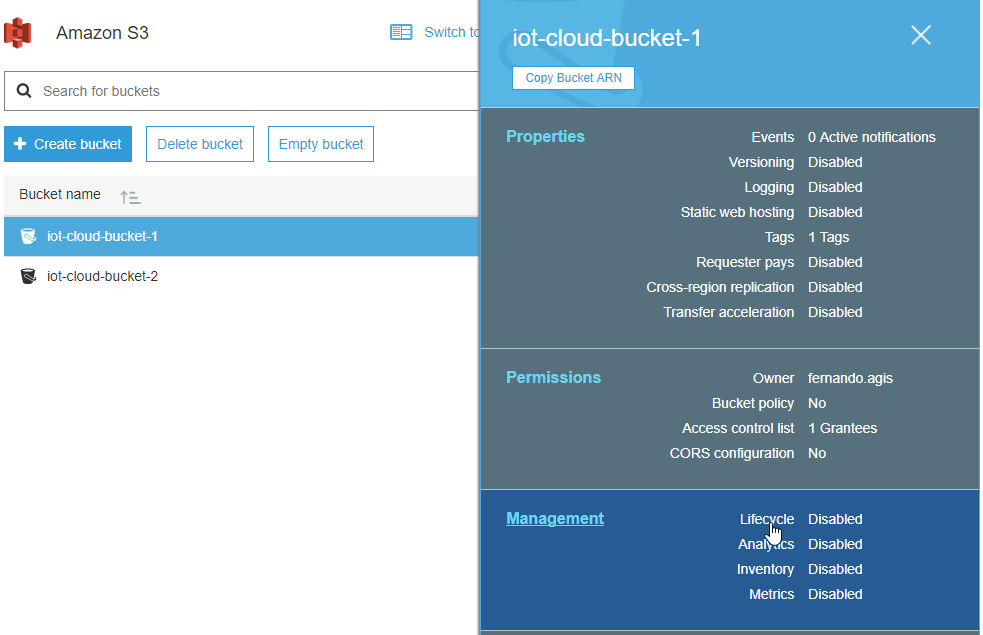 Amazon S3
Switch to
Search for buckets
Create bucket Delete bucket Empty bucket
Bucket name
iot-cloud-bucket-1
iot-cloud-bucket-2
iot-cloud-bucket-1
Copy Bucket ARN
Properties
Events 0 Active notifications
Versioning Disabled
Logging Disabled
Static web hosting Disabled
Tags 1 Tags
Requester pays Disabled
Cross-region replication Disabled
Transfer acceleration Disabled
Permissions
Owner fernando.agis
Bucket policy No
Access control list 1 Grantees
CORS configuration No
Management
Lifecycle Disabled
Analytics Disabled
Inventory Disabled
Metrics Disabled